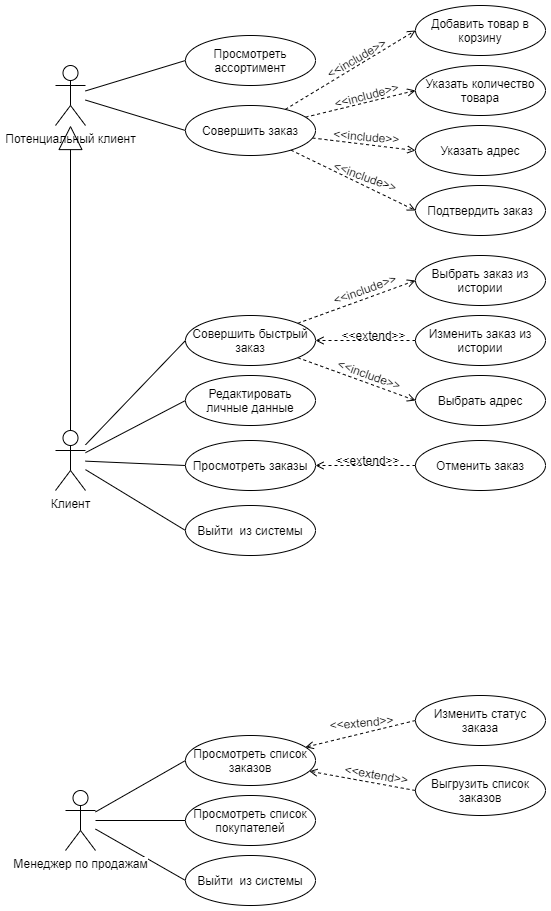 Добавить товар в
корзину
<<include>>
Просмотреть
ассортимент
Указать количество
товара
<<include>>
Совершить заказ
<<include>>
Указать адрес
Потенциальный клиент
<<include>>
Подтвердить заказ
Выбрать заказ из
истории
<<include>>
Совершить быстрый
заказ
<<extend>>
Изменить заказ из
истории
<<include>>
Редактировать
личные данные
Выбрать адрес
Просмотреть заказы
<<extend>>
Отменить заказ
Клиент
Выйти  из системы
Изменить статус
заказа
<<extend>>
Просмотреть список
заказов
<<extend>>
Выгрузить список
заказов
Просмотреть список
покупателей
Менеджер по продажам
Выйти  из системы